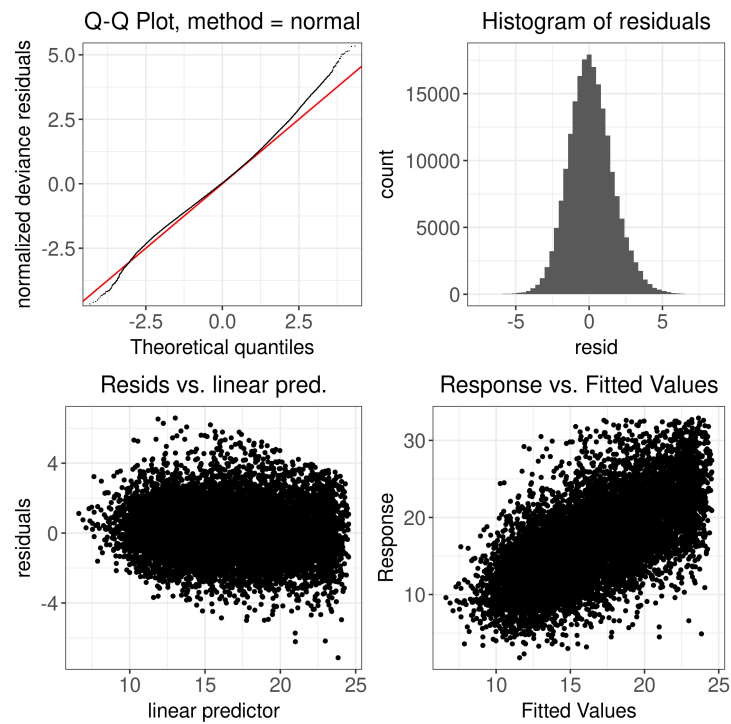 Q-Q Plot, method = normal
normalized deviance residuals
5.0
2.5
0.0
-2.5
-2.5 0.0 2.5
Theoretical quantiles
Histogram of residuals
count
15000
10000
5000
0
-5 0 5
resid
Resids vs. linear pred.
residuals
4
0
-4
10 15 20 25
linear predictor
Response vs. Fitted Values
Response
30
20
10
10 15 20 25
Fitted Values